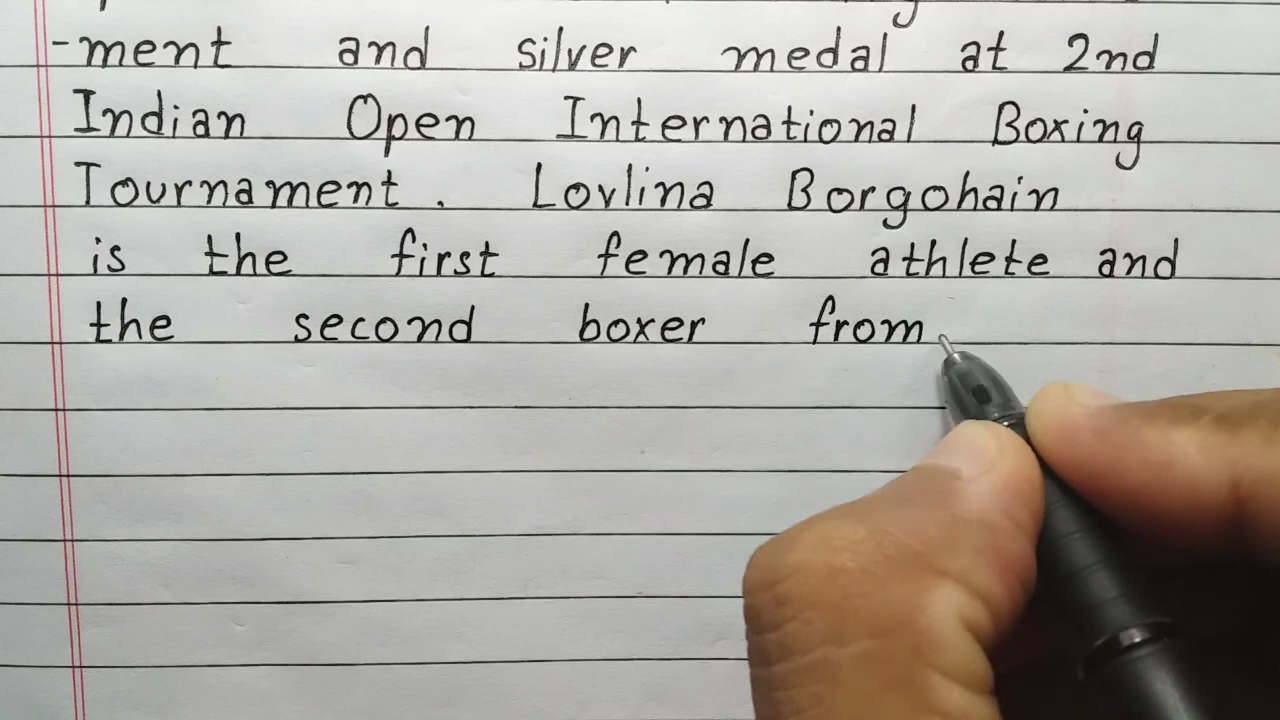 -ment and silver medal at 2nd
Indian Open International Boxing
Tournament. Lovlina Borgohain
is the first female athlete and
the second boxer from